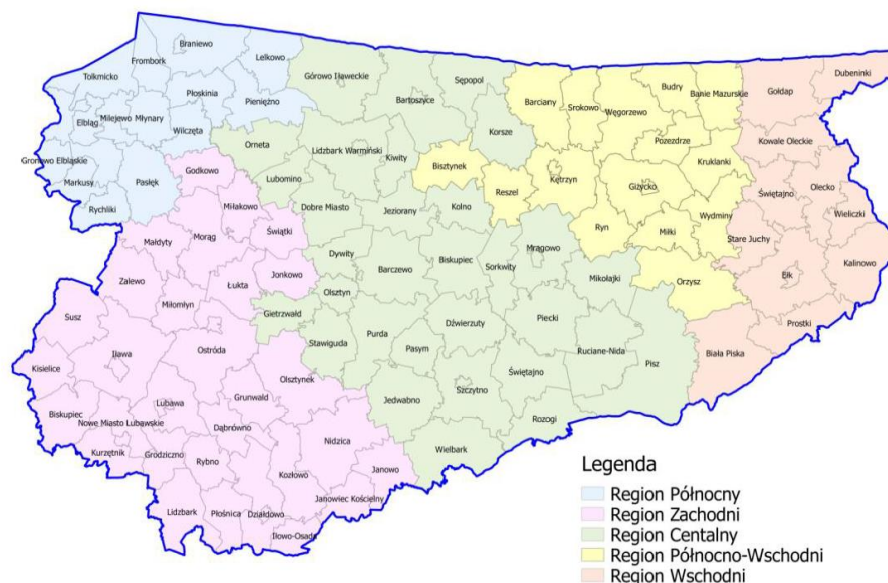 Braniewo
Frombork
Lelkowo
Tolkmicko
Płoskinia
Pieniężno
Elbląg
Milejewo
Młynary
Wilczęta
Gronowo Elbląskie
Markusy
Pasłęk
Rychliki
Godkowo
Górowo Iławeckie
Sępopol
Bartoszyce
Korsze
Orneta
Lidzbark Warmiński
Kiwity
Lubomino
Bisztynek
Reszel
Barciany
Srokowo
Węgorzewo
Budry
Banie Mazurskie
Pozezdrze
Kruklanki
Kętrzyn
Giżycko
Ryn
Miłki
Wydminy
Orzysz
Gołdap
Dubeninki
Kowale Oleckie
Świętajno
Olecko
Wieliczki
Stare Juchy
Kalinowo
Ełk
Prostki
Biała Piska
Miłakowo
Dobre Miasto
Jeziorany
Kolno
Świątki
Małdyty
Morąg
Dywity
Barczewo
Biskupiec
Sorkwity
Mrągowo
Mikołajki
Jonkowo
Łukta
Zalewo
Miłomłyn
Olsztyn
Gietrzwałd
Susz
Stawiguda
Purda
Dźwierzuty
Piecki
Pasym
Ruciane-Nida
Pisz
Iława
Ostróda
Kisielice
Olsztynek
Szczytno
Świętajno
Jedwabno
Rozogi
Biskupiec
Lubawa
Grunwald
Nowe Miasto Lubawskie
Dąbrówno
Kurzętnik
Grodziczno
Rybno
Nidzica
Wielbark
Kozłowo
Janowo
Lidzbark
Płośnica
Działdowo
Janowiec Kościelny
Iłowo-Osada
Legenda
Region Północny
Region Zachodni
Region Centalny
Region Północno-Wschodni
Region Wschodni